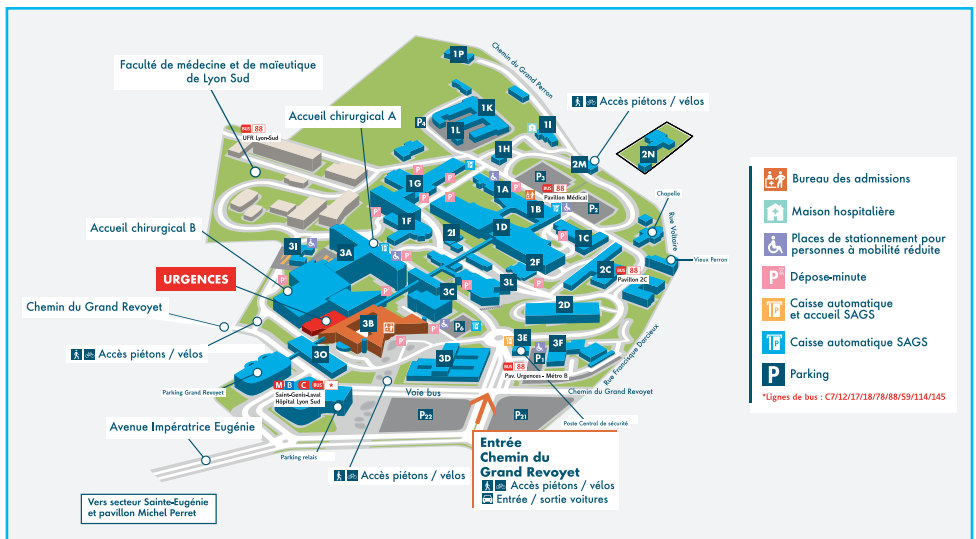 1P
Chemin du Grand Perron
Faculté de médecine et de maïeutique
de Lyon Sud
Accès piétons / vélos
1K
Accueil chirurgical A
P4
1L
1I
BUS 88
UFR Lyon-Sud
1H
2M
2N
1G
P3
1A
BUS 88
Pavillon Médical
Bureau des admissions
Chapelle
1B
P2
Maison hospitalière
Accueil chirurgical B
1F
1D
Rue Voltaire
2I
1C
Places de stationnement pour
personnes à mobilité réduite
3I
3A
2F
Vieux Perron
2C
BUS 88
Pavillon 2C
P Dépose-minute
URGENCES
3L
3C
Caisse automatique
et accueil SAGS
Chemin du Grand Revoyet
2D
3B
P6
Caisse automatique SAGS
3E
3F
Accès piétons / vélos
3O
3D
P1
Rue Francisque Darcieux
P Parking
BUS 88
Pav. Urgences - Métro B
M B C BUS *
Saint-Genis-Laval
Hôpital Lyon Sud
Parking Grand Revoyet
Voie bus
Chemin du Grand Revoyet
*Lignes de bus : C7/12/17/18/78/88/S9/114/145
P22
P21
Poste Central de sécurité
Avenue Impératrice Eugénie
Parking relais
Entrée
Chemin du
Grand Revoyet
Accès piétons / vélos
Entrée / sortie voitures
Accès piétons / vélos
Vers secteur Sainte-Eugénie
et pavillon Michel Perret